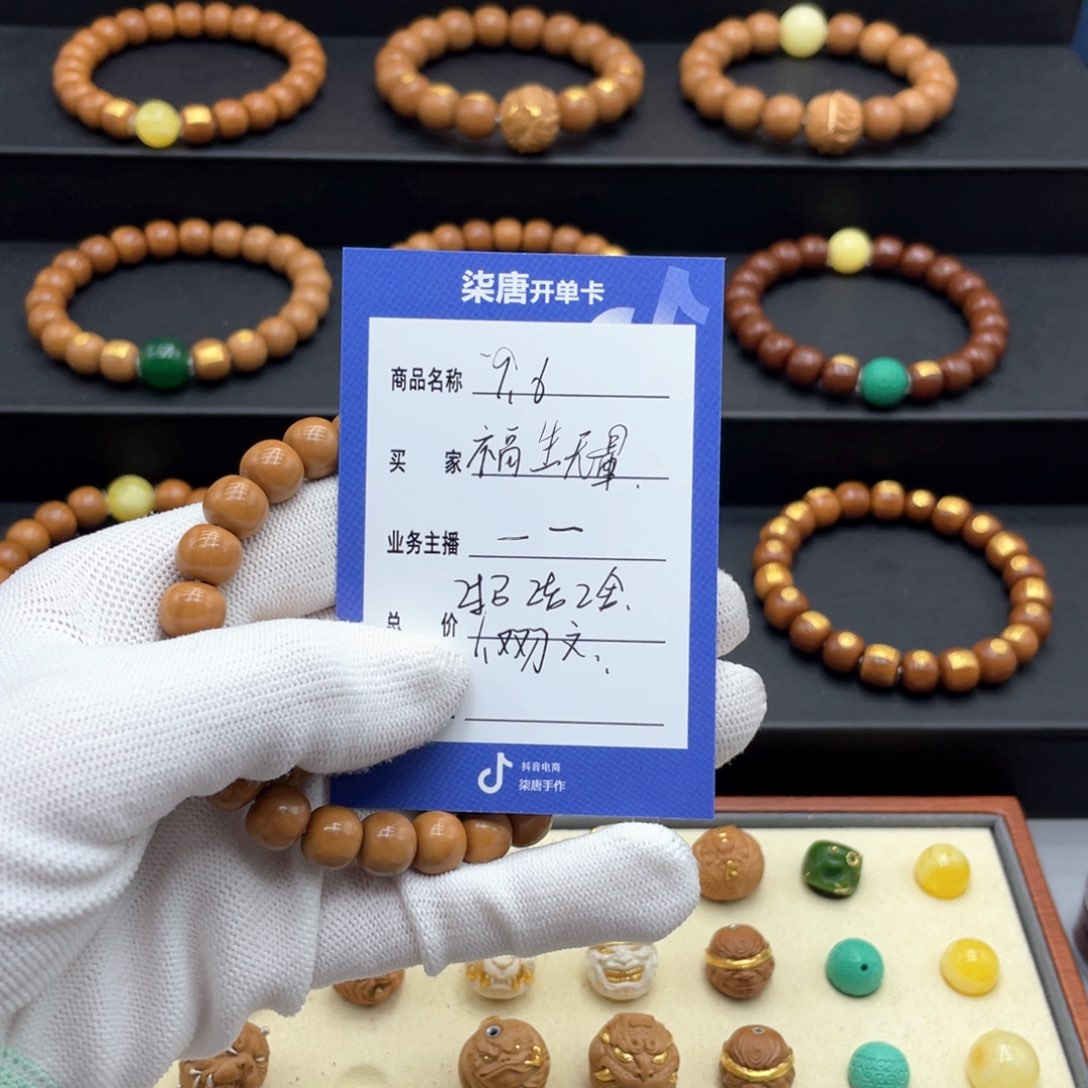 柒唐开单卡
商品名称 9.6
买家 福生无量.
业务主播 一一
总价
抖音电商
柒唐手作